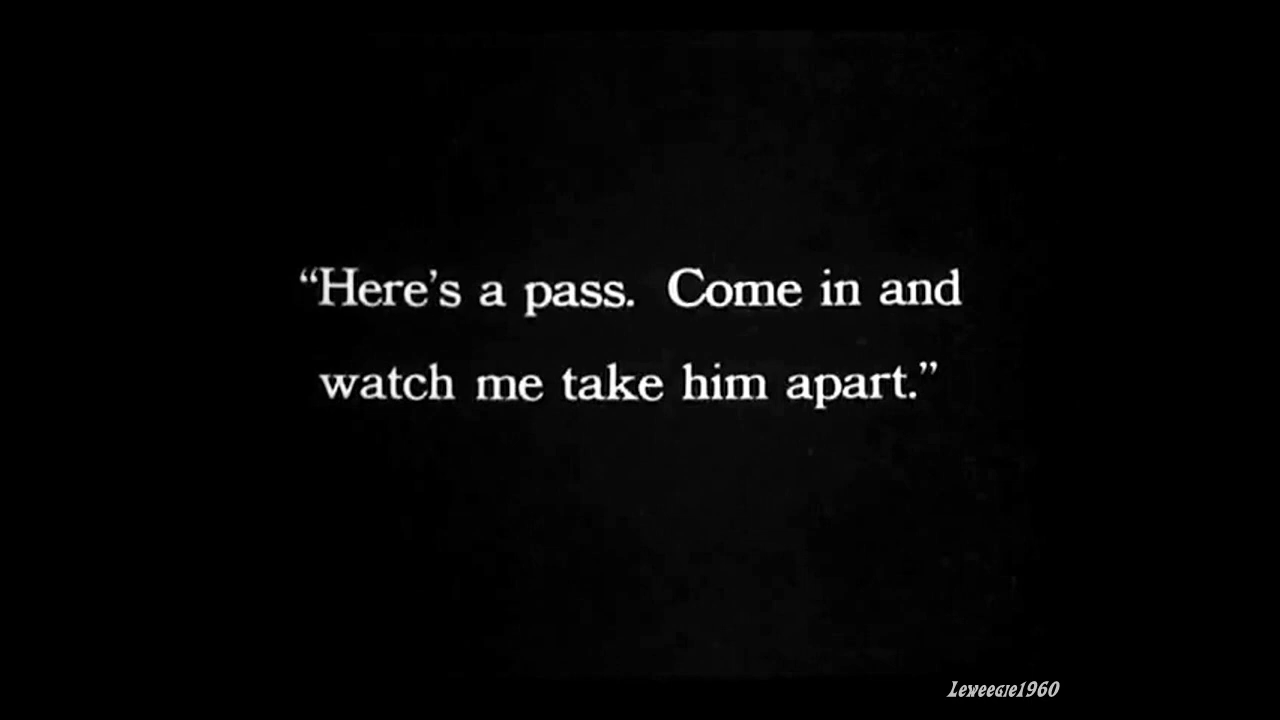 “Here’s a pass.  Come in and
watch me take him apart.”
Leweegie1960